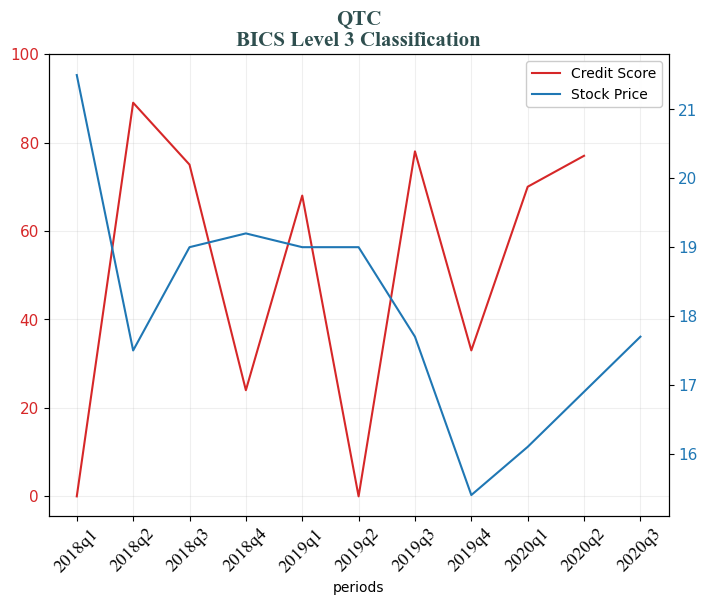 QTC
BICS Level 3 Classification
Credit Score
Stock Price
100
80
60
40
20
0
21
20
19
18
17
16
2018q1
2018q2
2018q3
2018q4
2019q1
2019q2
2019q3
2019q4
2020q1
2020q2
2020q3
periods